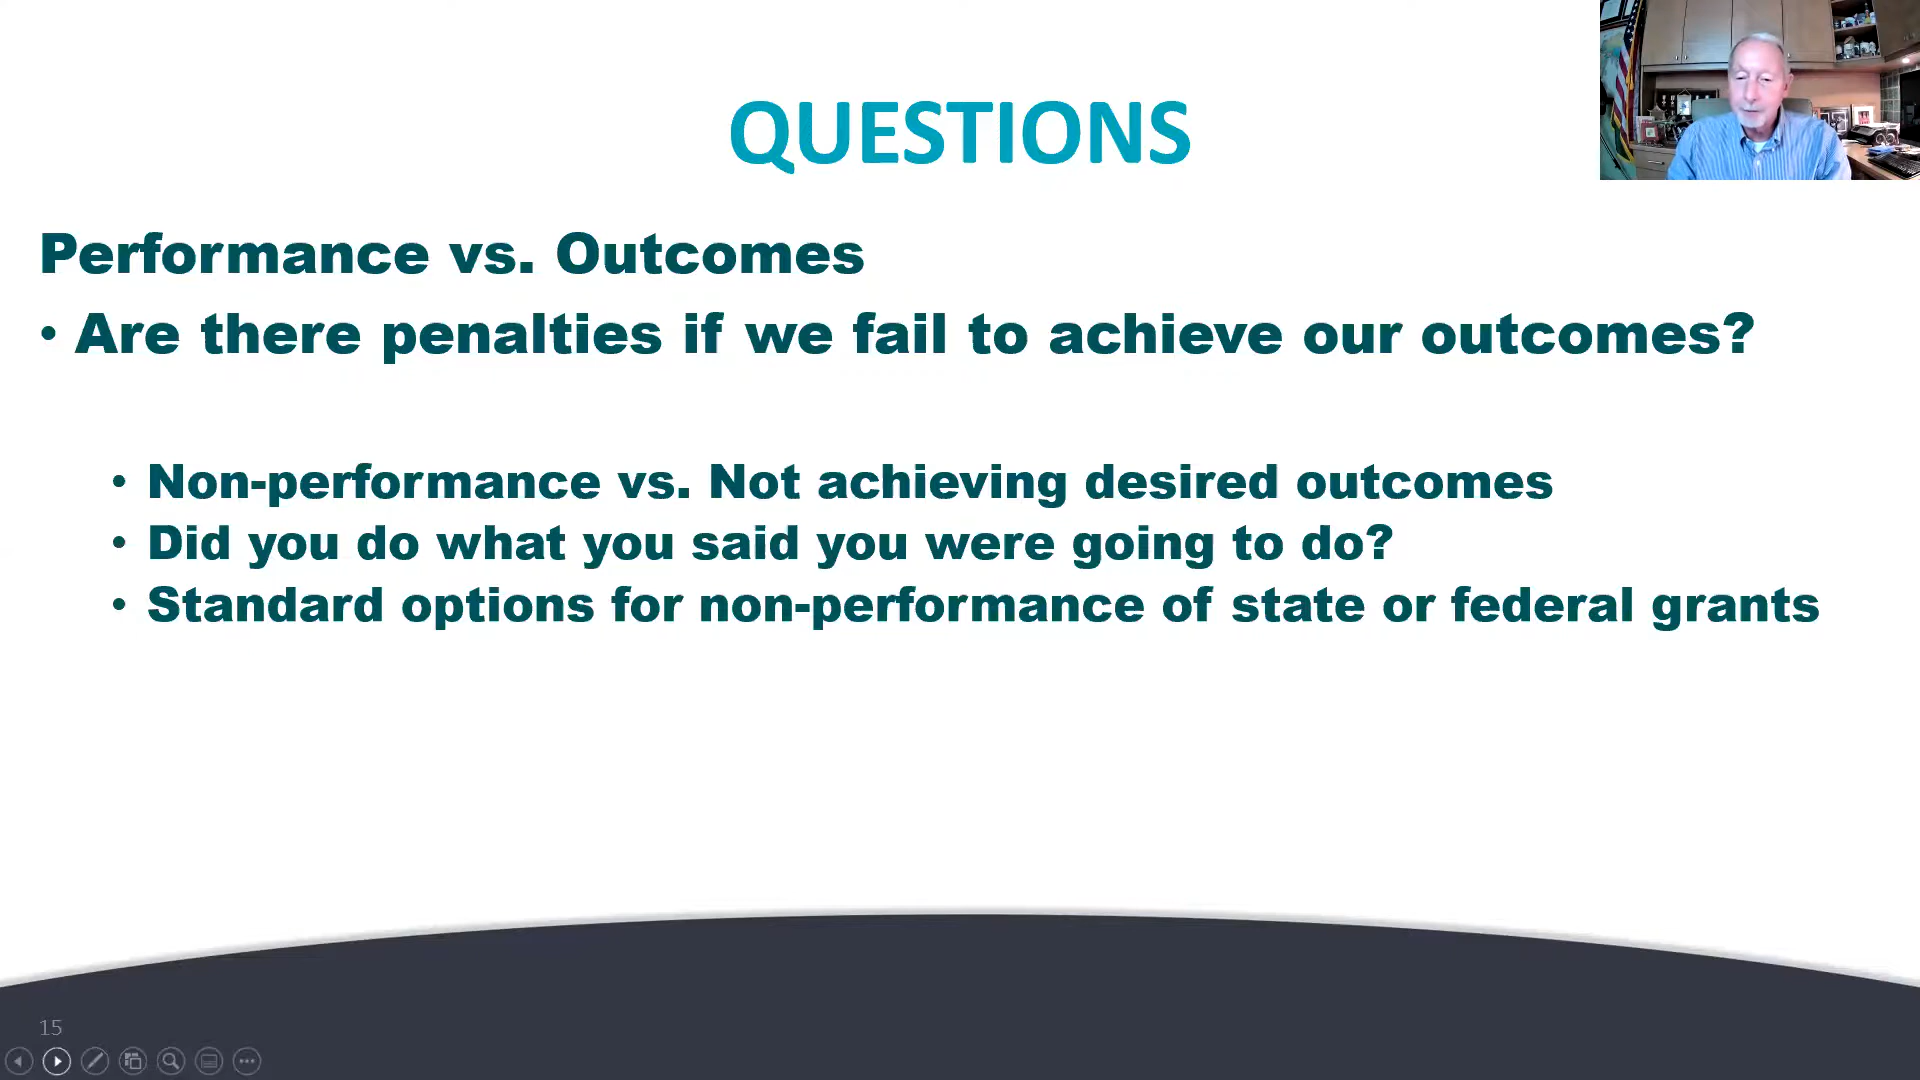 QUESTIONS
Performance vs. Outcomes
• Are there penalties if we fail to achieve our outcomes?
• Non-performance vs. Not achieving desired outcomes
• Did you do what you said you were going to do?
• Standard options for non-performance of state or federal grants
15